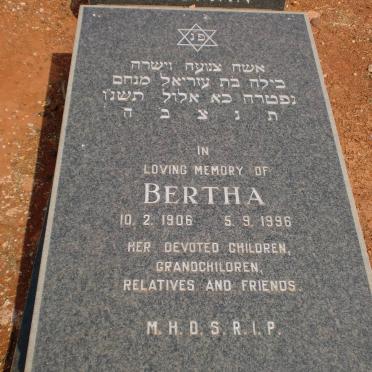 פ נ
אשה צנועה וישרה
בילה בת עזריאל מנחם
נפטרה כא אלול תשנ"ו
ת נ צ ב ה
IN
LOVING MEMORY OF
BERTHA
10.2.1906 5.9.1996
HER DEVOTED CHILDREN,
GRANDCHILDREN,
RELATIVES AND FRIENDS.
M.H.D.S.R.I.P.